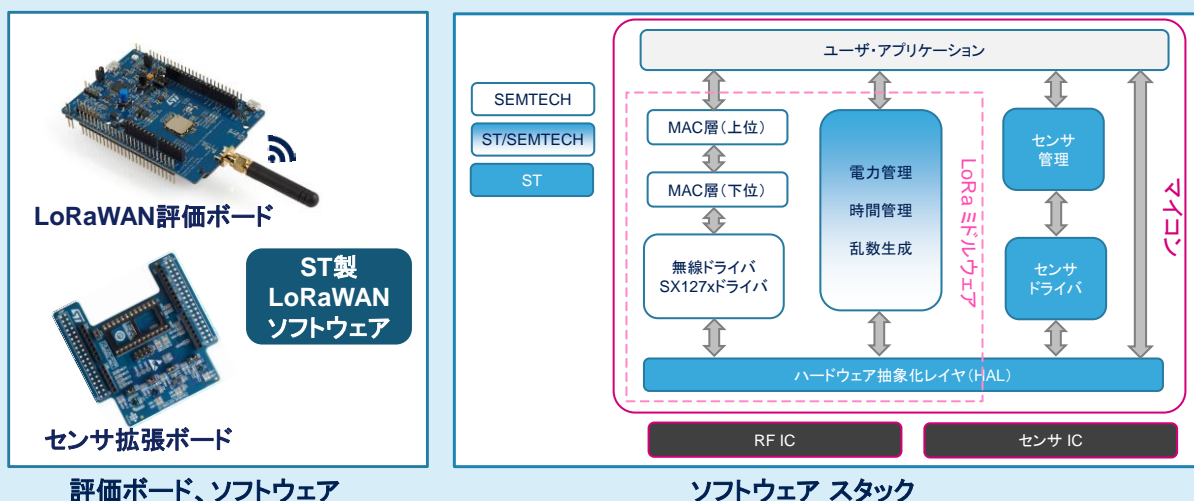 LoRaWAN評価ボード
ST製
LoRaWAN
ソフトウェア
センサ拡張ボード
評価ボード、ソフトウェア
SEMTECH
ST/SEMTECH
ST
ユーザ・アプリケーション
MAC層（上位）
MAC層（下位）
無線ドライバ
SX127xドライバ
電力管理
時間管理
乱数生成
LoRa ミドルウェア
センサ
管理
センサ
ドライバ
マイコン
ハードウェア抽象化レイヤ（HAL）
RF IC
センサ IC
ソフトウェア スタック